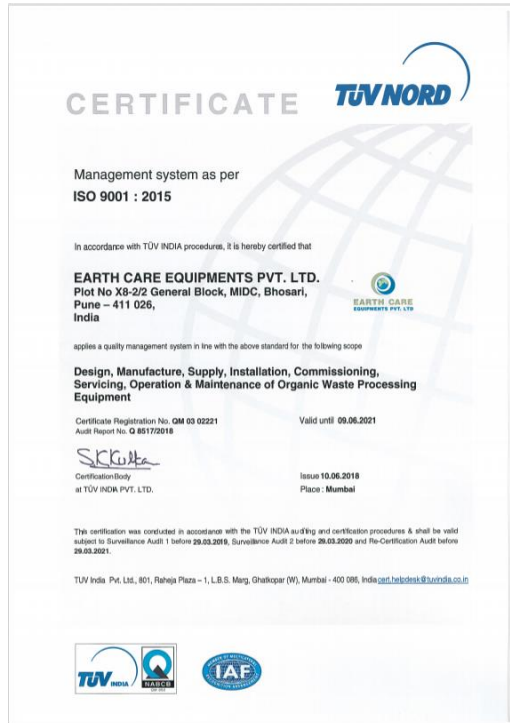 TÜV NORD
CERTIFICATE
Management system as per
ISO 9001 : 2015
In accordance with TÜV INDIA procedures, it is hereby certified that
EARTH CARE EQUIPMENTS PVT. LTD.
Plot No X8-2/2 General Block, MIDC, Bhosari,
Pune – 411 026,
India
EARTH CARE
EQUIPMENTS PVT. LTD
applies a quality management system in line with the above standard for the following scope
Design, Manufacture, Supply, Installation, Commissioning,
Servicing, Operation & Maintenance of Organic Waste Processing
Equipment
Certificate Registration No. QM 03 02221
Audit Report No. Q 8517/2018
Valid until 09.06.2021
Certification Body
at TÜV INDIA PVT. LTD.
Issue 10.06.2018
Place : Mumbai
This certification was conducted in accordance with the TÜV INDIA auditing and certification procedures & shall be valid
subject to Surveillance Audit 1 before 29.03.2019, Surveillance Audit 2 before 29.03.2020 and Re-Certification Audit before
29.03.2021.
TUV India Pvt. Ltd., 801, Raheja Plaza – 1, L.B.S. Marg, Ghatkopar (W), Mumbai - 400 086, India cert.helpdesk@tuvindia.co.in
TÜV INDIA
NABCB
IAF